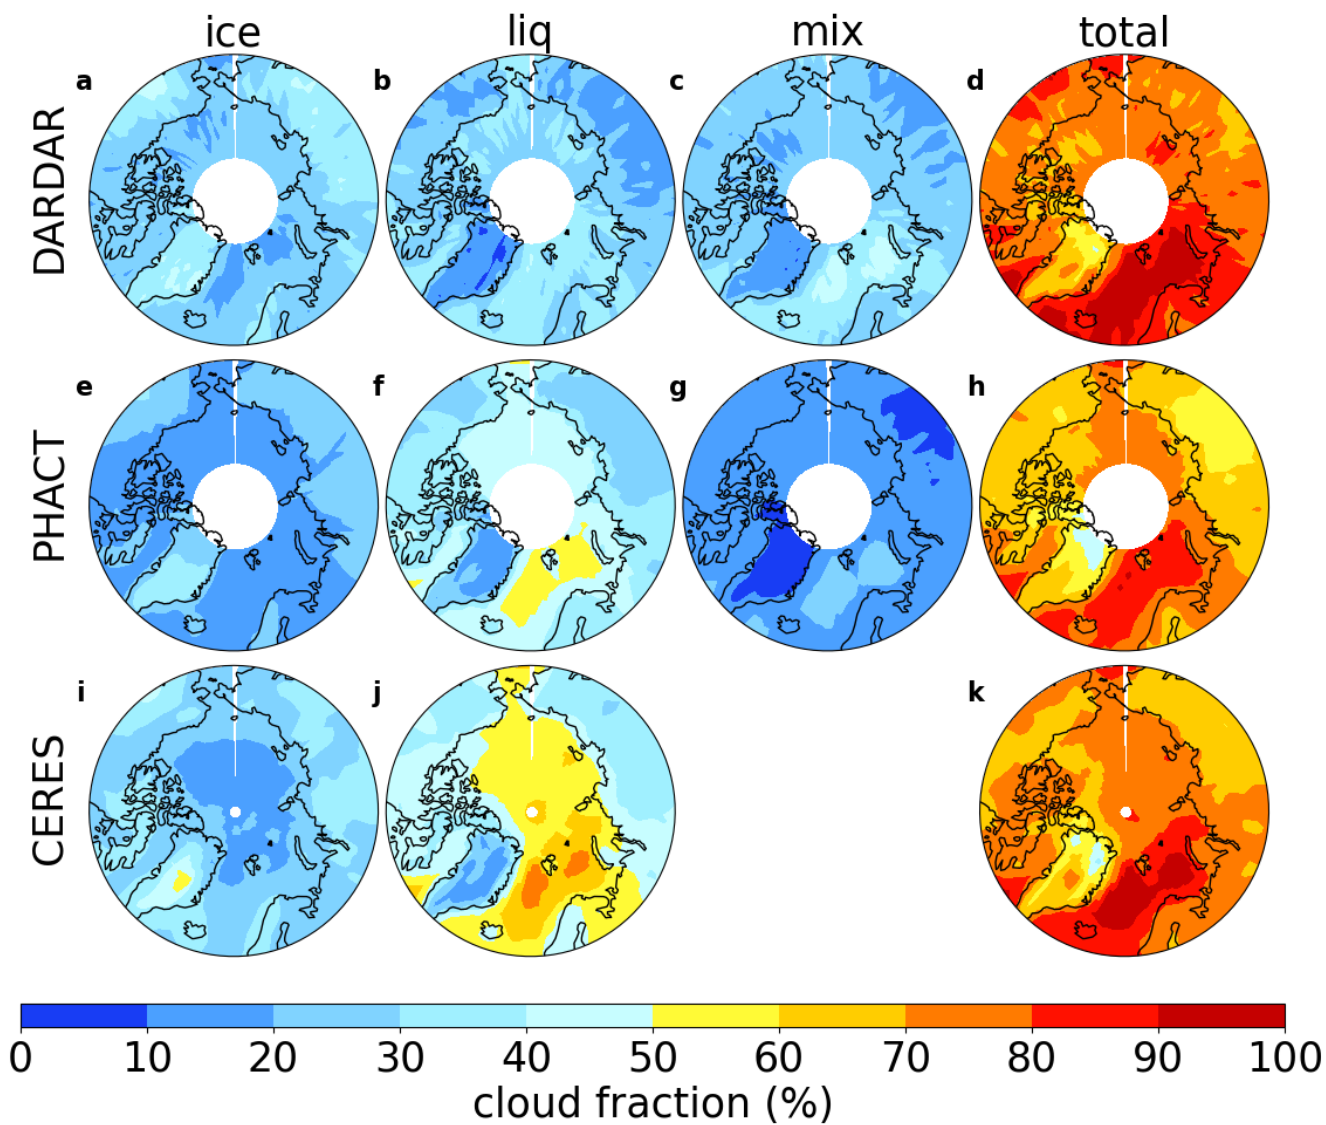 ice liq mix total
a b c d
DARDAR
e f g h
PHACT
i j k
CERES
0 10 20 30 40 50 60 70 80 90 100
cloud fraction (%)